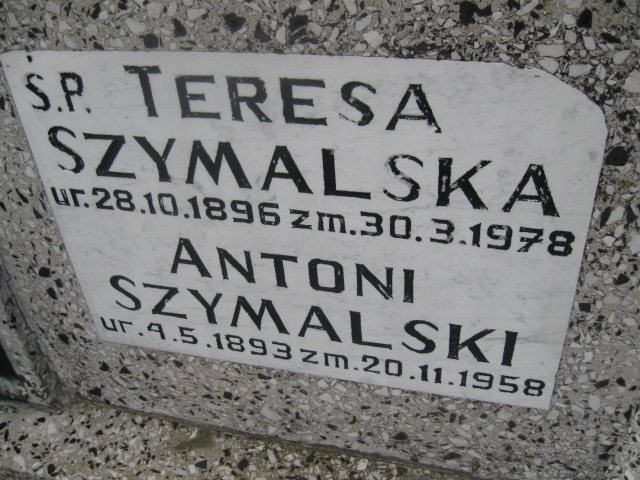 Ś.P. TERESA
SZYMALSKA
ur. 28.10.1896 zm. 30.3.1978
ANTONI
SZYMALSKI
ur. 4.5.1893 zm. 20.11.1958